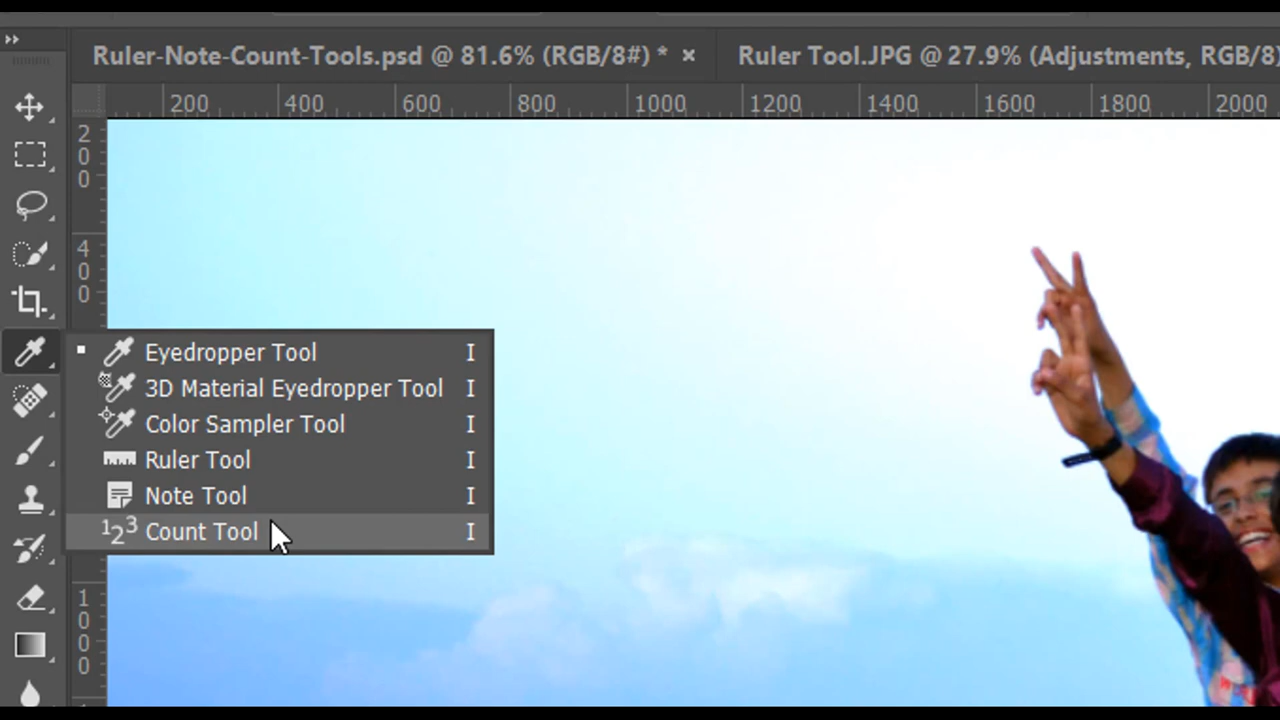 Ruler-Note-Count-Tools.psd @ 81.6% (RGB/8#) * × Ruler Tool.JPG @ 27.9% (Adjustments, RGB/8)
200 400 600 800 1000 1200 1400 1600 1800 2000
200
400
Eyedropper Tool I
3D Material Eyedropper Tool I
Color Sampler Tool I
Ruler Tool I
Note Tool I
123 Count Tool I
1000